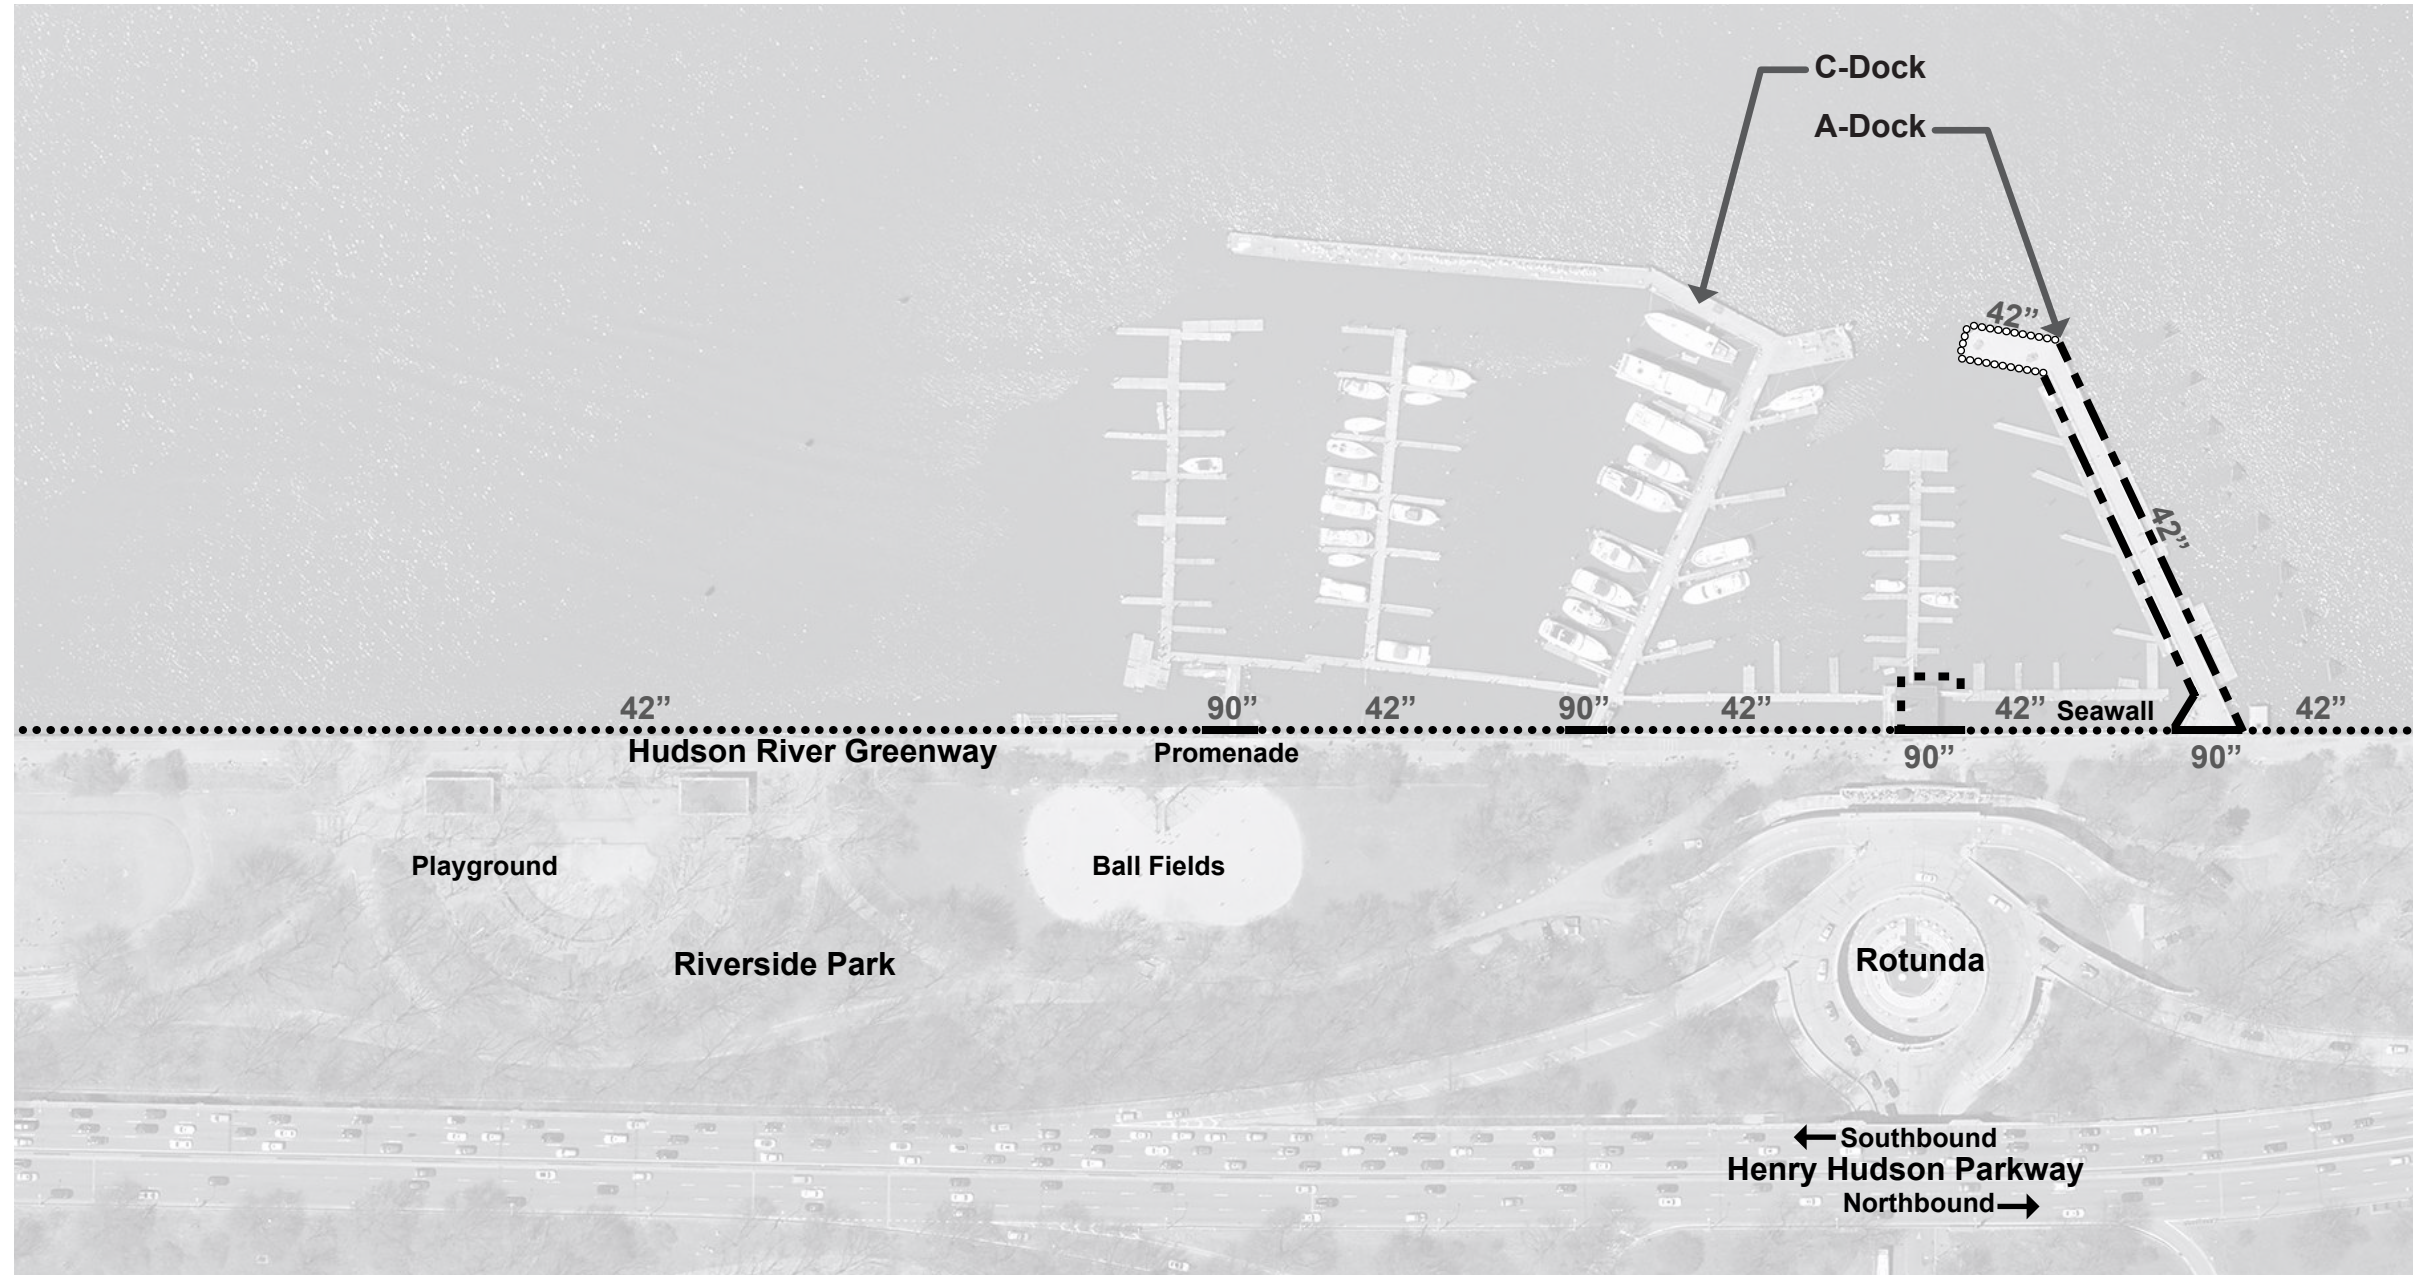 C-Dock
A-Dock
42”
42”
42”
90”
42”
90”
42”
42”
Seawall
42”
Hudson River Greenway
Promenade
90”
90”
Playground
Ball Fields
Riverside Park
Rotunda
Southbound
Henry Hudson Parkway
Northbound